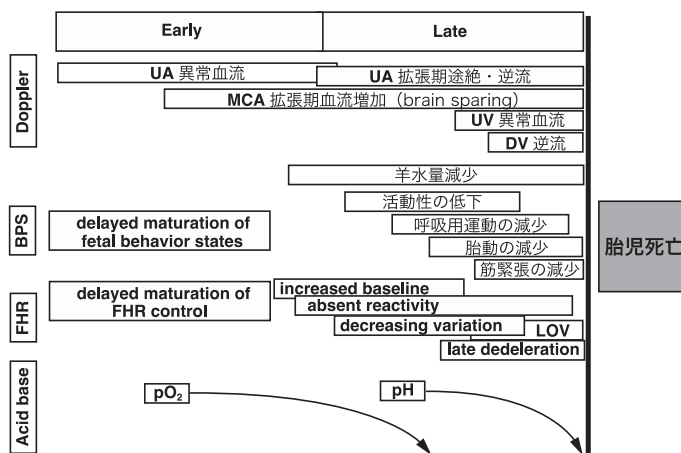 Early
Late
Doppler
UA 異常血流
UA 拡張期途絶・逆流
MCA 拡張期血流増加（brain sparing）
UV 異常血流
DV 逆流
BPS
羊水量減少
活動性の低下
delayed maturation of
fetal behavior states
呼吸用運動の減少
胎動の減少
筋緊張の減少
胎児死亡
FHR
delayed maturation of
FHR control
increased baseline
absent reactivity
decreasing variation
LOV
late dedeleration
Acid base
pO₂
pH